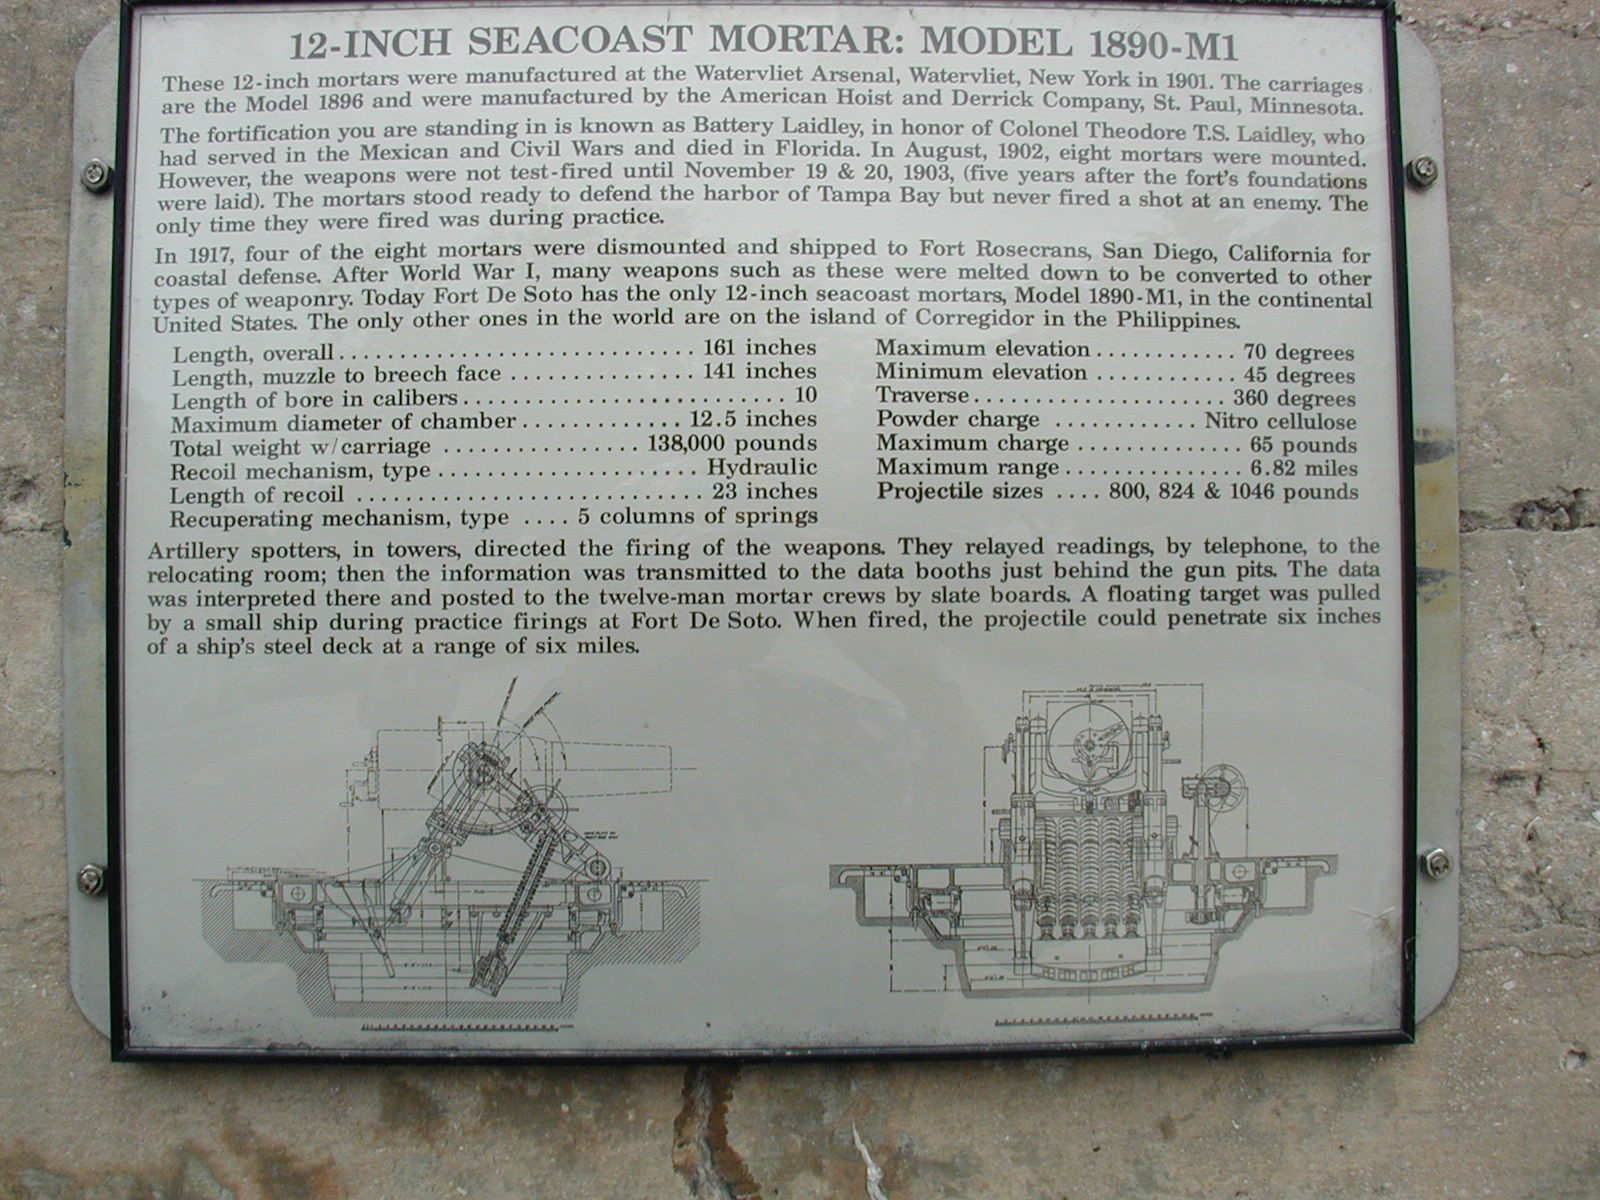 12-INCH SEACOAST MORTAR: MODEL 1890-M1
These 12-inch mortars were manufactured at the Watervliet Arsenal, Watervliet, New York in 1901. The carriages
are the Model 1896 and were manufactured by the American Hoist and Derrick Company, St. Paul, Minnesota.
The fortification you are standing in is known as Battery Laidley, in honor of Colonel Theodore T.S. Laidley, who
had served in the Mexican and Civil Wars and died in Florida. In August, 1902, eight mortars were mounted.
However, the weapons were not test-fired until November 19 & 20, 1903, (five years after the fort's foundations
were laid). The mortars stood ready to defend the harbor of Tampa Bay but never fired a shot at an enemy. The
only time they were fired was during practice.
In 1917, four of the eight mortars were dismounted and shipped to Fort Rosecrans, San Diego, California for
coastal defense. After World War I, many weapons such as these were melted down to be converted to other
types of weaponry. Today Fort De Soto has the only 12-inch seacoast mortars, Model 1890-M1, in the continental
United States. The only other ones in the world are on the island of Corregidor in the Philippines.
Length, overall ............................ 161 inches
Length, muzzle to breech face ............... 141 inches
Length of bore in calibers .......................... 10
Maximum diameter of chamber ............. 12.5 inches
Total weight w/carriage ................ 138,000 pounds
Recoil mechanism, type ...................... Hydraulic
Length of recoil ............................. 23 inches
Recuperating mechanism, type .... 5 columns of springs
Maximum elevation ............ 70 degrees
Minimum elevation ............ 45 degrees
Traverse ..................... 360 degrees
Powder charge ............ Nitro cellulose
Maximum charge ............... 65 pounds
Maximum range ............... 6.82 miles
Projectile sizes .... 800, 824 & 1046 pounds
Artillery spotters, in towers, directed the firing of the weapons. They relayed readings, by telephone, to the
relocating room; then the information was transmitted to the data booths just behind the gun pits. The data
was interpreted there and posted to the twelve-man mortar crews by slate boards. A floating target was pulled
by a small ship during practice firings at Fort De Soto. When fired, the projectile could penetrate six inches
of a ship's steel deck at a range of six miles.